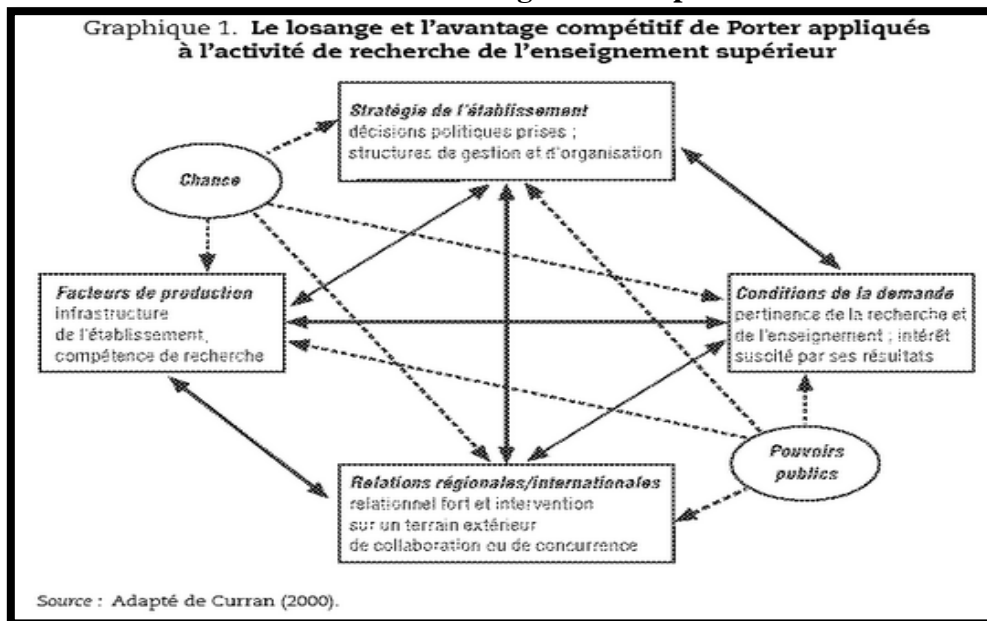 Graphique 1. Le losange et l'avantage compétitif de Porter appliqués
à l'activité de recherche de l'enseignement supérieur
Stratégie de l'établissement
décisions politiques prises ;
structures de gestion et d'organisation
Chance
Facteurs de production
infrastructure
de l'établissement,
compétence de recherche
Conditions de la demande
pertinence de la recherche et
de l'enseignement ; intérêt
suscité par ses résultats
Pouvoirs
publics
Relations régionales/internationales
relationnel fort et intervention
sur un terrain extérieur
de collaboration ou de concurrence
Source : Adapté de Curran (2000).